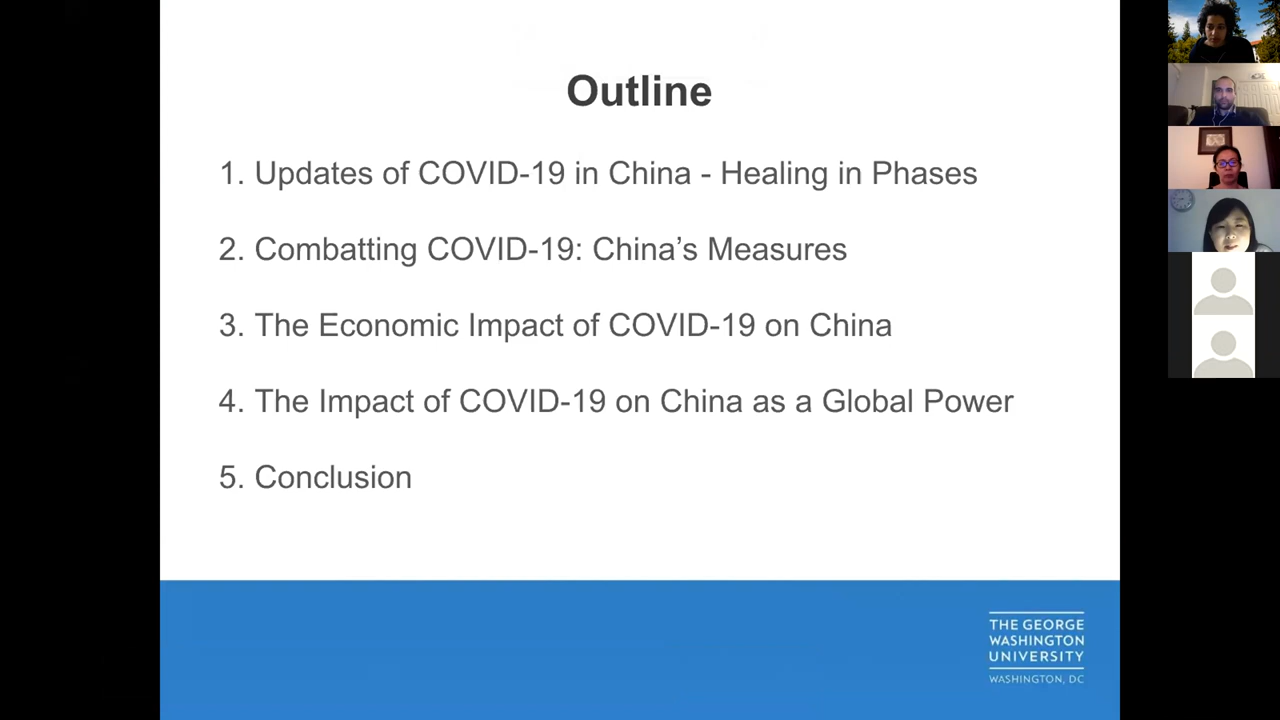 Outline
1. Updates of COVID-19 in China - Healing in Phases
2. Combatting COVID-19: China’s Measures
3. The Economic Impact of COVID-19 on China
4. The Impact of COVID-19 on China as a Global Power
5. Conclusion
THE GEORGE
WASHINGTON
UNIVERSITY
WASHINGTON, DC